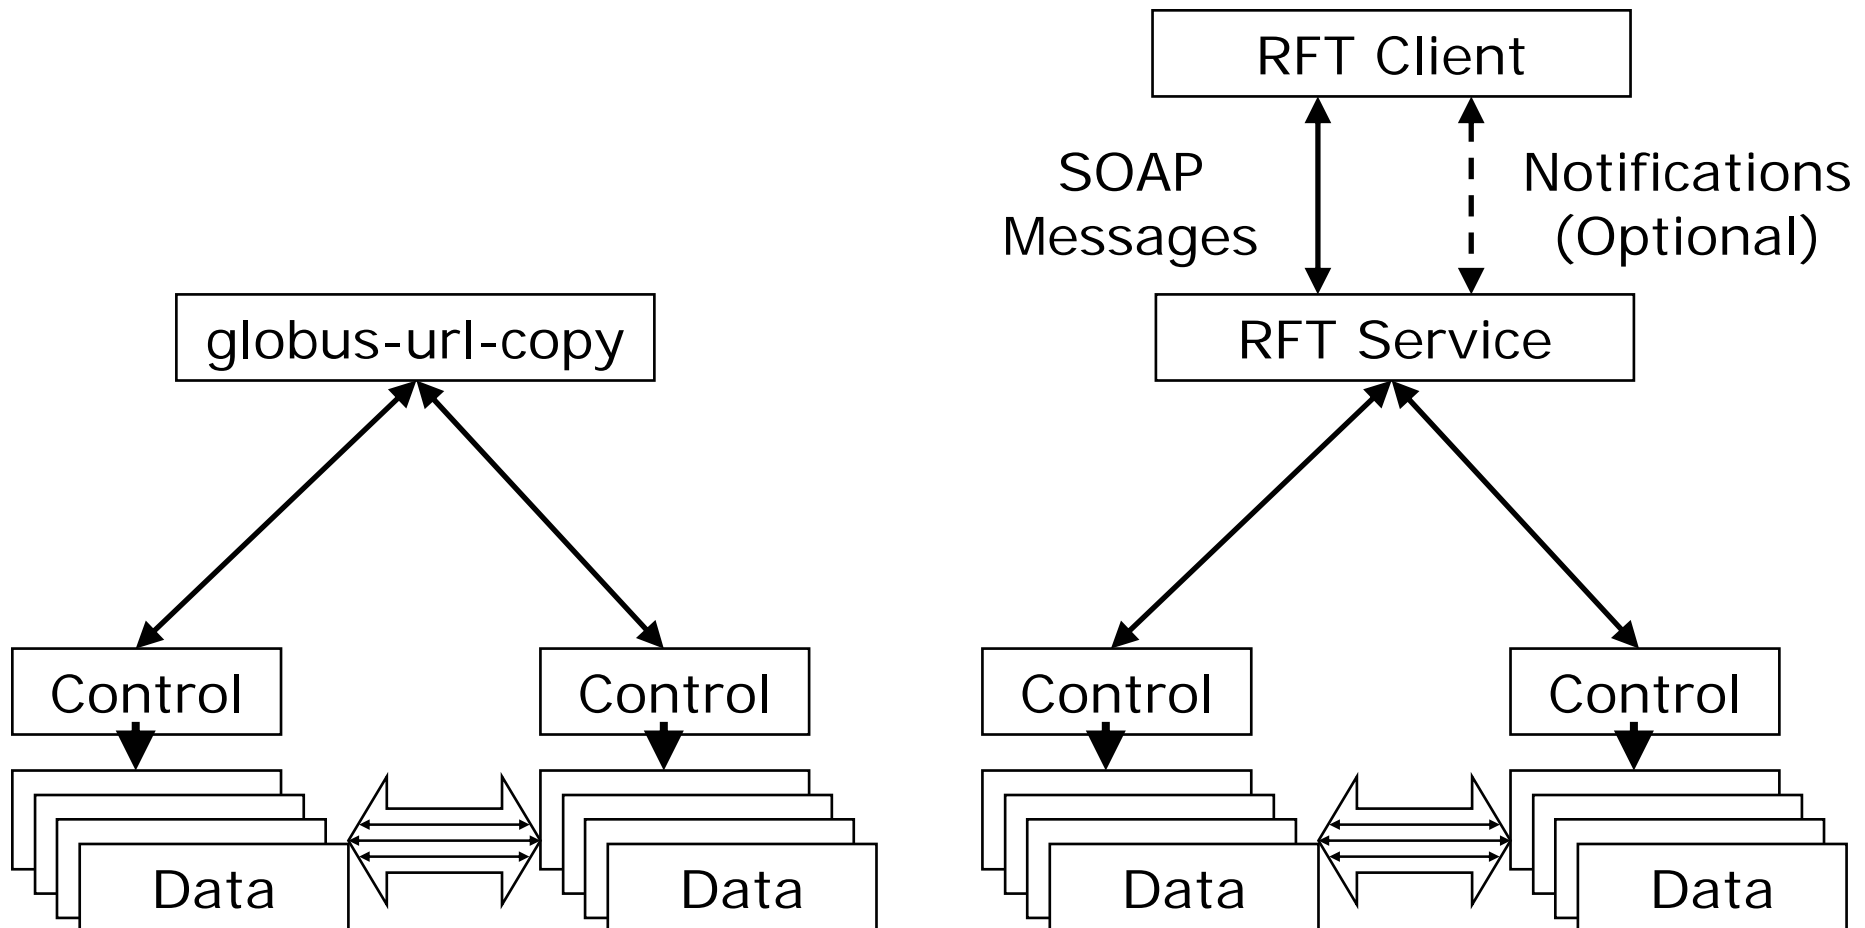 RFT Client
SOAP
Messages
Notifications
(Optional)
globus-url-copy
RFT Service
Control
Control
Control
Control
Data
Data
Data
Data